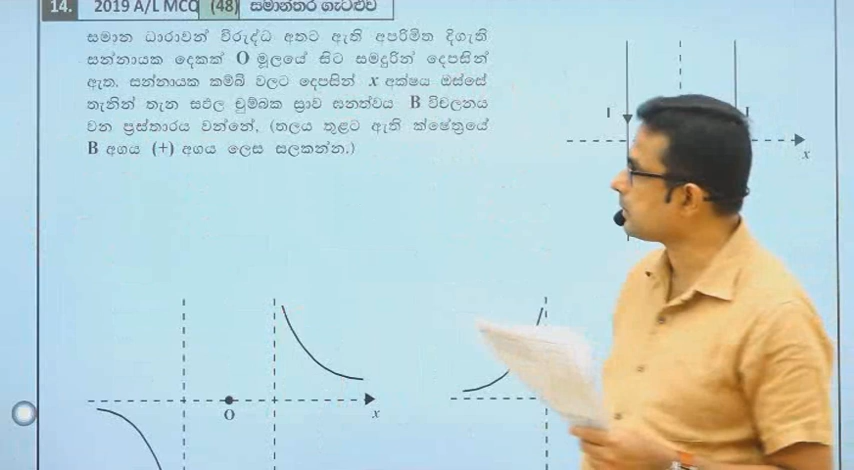 14. 2019 A/L MCQ (48) සමාන්තර ගැටළුව
සමාන ධාරාවන් විරුද්ධ අතට ඇති අපරිමිත දිගැති
සන්නායක දෙකක් O මූලයේ සිට සමදුරින් දෙපසින්
ඇත. සන්නායක කම්බි වලට දෙපසින් x අක්ෂය ඔස්සේ
තැනින් තැන සඵල චුම්බක ස්‍රාව ඝනත්වය B විචලනය
වන ප්‍රස්තාරය වන්නේ, (තලය තුළට ඇති ක්ෂේත්‍රයේ
B අගය (+) අගය ලෙස සලකන්න.)
I
I
x
O
x